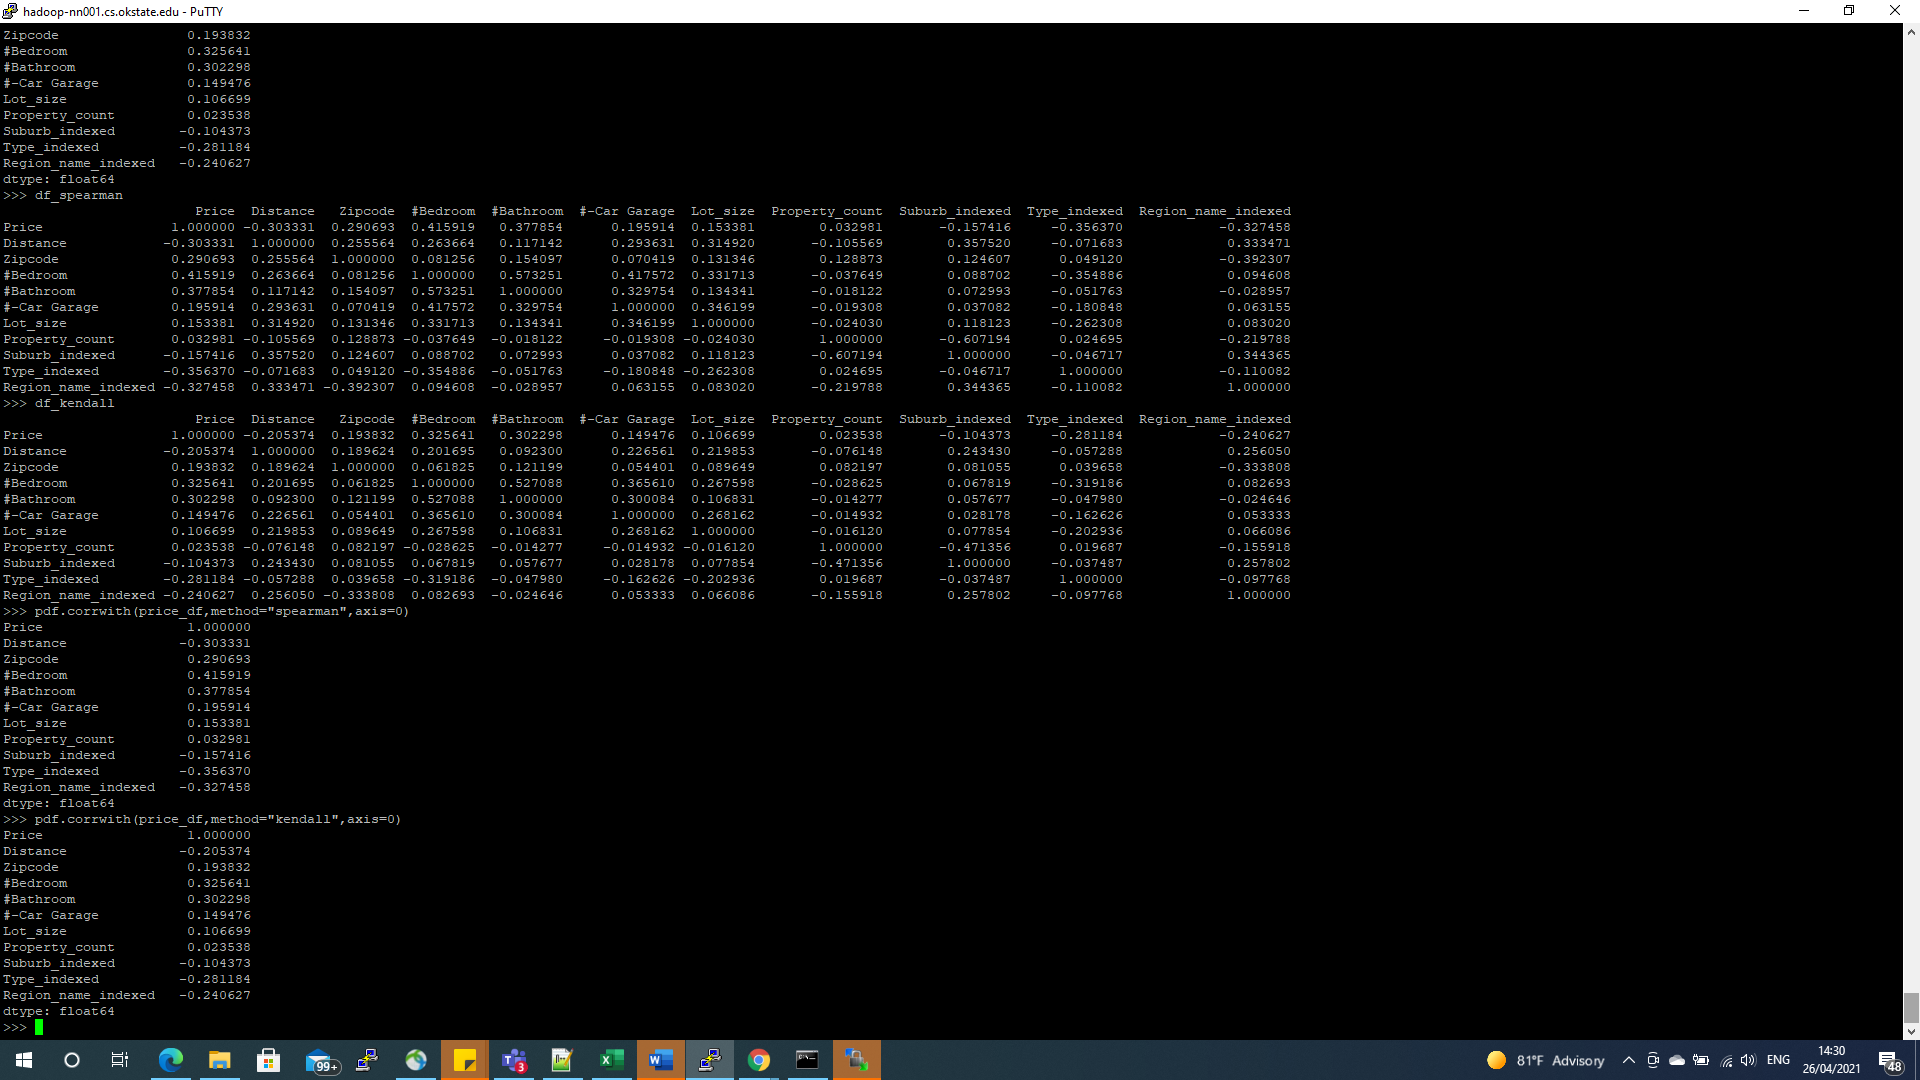 hadoop-nn001.cs.okstate.edu - PuTTY
Zipcode 0.193832
#Bedroom 0.325641
#Bathroom 0.302298
#-Car Garage 0.149476
Lot_size 0.106699
Property_count 0.023538
Suburb_indexed -0.104373
Type_indexed -0.281184
Region_name_indexed -0.240627
dtype: float64
>>> df_spearman
Price Distance Zipcode #Bedroom #Bathroom #-Car Garage Lot_size Property_count Suburb_indexed Type_indexed Region_name_indexed
Price 1.000000 -0.303331 0.290693 0.415919 0.377854 0.195914 0.153381 0.032981 -0.157416 -0.356370 -0.327458
Distance -0.303331 1.000000 0.255564 0.263664 0.117142 0.293631 0.314920 -0.105569 0.357520 -0.071683 0.333471
Zipcode 0.290693 0.255564 1.000000 0.081256 0.154097 0.070419 0.131346 0.128873 0.124607 0.049120 -0.392307
#Bedroom 0.415919 0.263664 0.081256 1.000000 0.573251 0.417572 0.331713 -0.037649 0.088702 -0.354886 0.094608
#Bathroom 0.377854 0.117142 0.154097 0.573251 1.000000 0.329754 0.134341 -0.018122 0.072993 -0.051763 -0.028957
#-Car Garage 0.195914 0.293631 0.070419 0.417572 0.329754 1.000000 0.346199 -0.019308 0.037082 -0.180848 0.063155
Lot_size 0.153381 0.314920 0.131346 0.331713 0.134341 0.346199 1.000000 -0.024030 0.118123 -0.262308 0.083020
Property_count 0.032981 -0.105569 0.128873 -0.037649 -0.018122 -0.019308 -0.024030 1.000000 -0.607194 0.024695 -0.219788
Suburb_indexed -0.157416 0.357520 0.124607 0.088702 0.072993 0.037082 0.118123 -0.607194 1.000000 -0.046717 0.344365
Type_indexed -0.356370 -0.071683 0.049120 -0.354886 -0.051763 -0.180848 -0.262308 0.024695 -0.046717 1.000000 -0.110082
Region_name_indexed -0.327458 0.333471 -0.392307 0.094608 -0.028957 0.063155 0.083020 -0.219788 0.344365 -0.110082 1.000000
>>> df_kendall
Price Distance Zipcode #Bedroom #Bathroom #-Car Garage Lot_size Property_count Suburb_indexed Type_indexed Region_name_indexed
Price 1.000000 -0.205374 0.193832 0.325641 0.302298 0.149476 0.106699 0.023538 -0.104373 -0.281184 -0.240627
Distance -0.205374 1.000000 0.189624 0.201695 0.092300 0.226561 0.219853 -0.076148 0.243430 -0.057288 0.256050
Zipcode 0.193832 0.189624 1.000000 0.061825 0.121199 0.054401 0.089649 0.082197 0.081055 0.039658 -0.333808
#Bedroom 0.325641 0.201695 0.061825 1.000000 0.527088 0.365610 0.267598 -0.028625 0.067819 -0.319186 0.082693
#Bathroom 0.302298 0.092300 0.121199 0.527088 1.000000 0.300084 0.106831 -0.014277 0.057677 -0.047980 -0.024646
#-Car Garage 0.149476 0.226561 0.054401 0.365610 0.300084 1.000000 0.268162 -0.014932 0.028178 -0.162626 0.053333
Lot_size 0.106699 0.219853 0.089649 0.267598 0.106831 0.268162 1.000000 -0.016120 0.077854 -0.202936 0.066086
Property_count 0.023538 -0.076148 0.082197 -0.028625 -0.014277 -0.014932 -0.016120 1.000000 -0.471356 0.019687 -0.155918
Suburb_indexed -0.104373 0.243430 0.081055 0.067819 0.057677 0.028178 0.077854 -0.471356 1.000000 -0.037487 0.257802
Type_indexed -0.281184 -0.057288 0.039658 -0.319186 -0.047980 -0.162626 -0.202936 0.019687 -0.037487 1.000000 -0.097768
Region_name_indexed -0.240627 0.256050 -0.333808 0.082693 -0.024646 0.053333 0.066086 -0.155918 0.257802 -0.097768 1.000000
>>> pdf.corrwith(price_df,method="spearman",axis=0)
Price 1.000000
Distance -0.303331
Zipcode 0.290693
#Bedroom 0.415919
#Bathroom 0.377854
#-Car Garage 0.195914
Lot_size 0.153381
Property_count 0.032981
Suburb_indexed -0.157416
Type_indexed -0.356370
Region_name_indexed -0.327458
dtype: float64
>>> pdf.corrwith(price_df,method="kendall",axis=0)
Price 1.000000
Distance -0.205374
Zipcode 0.193832
#Bedroom 0.325641
#Bathroom 0.302298
#-Car Garage 0.149476
Lot_size 0.106699
Property_count 0.023538
Suburb_indexed -0.104373
Type_indexed -0.281184
Region_name_indexed -0.240627
dtype: float64
>>>
99+ 3 81°F Advisory ENG 14:30 48
26/04/2021